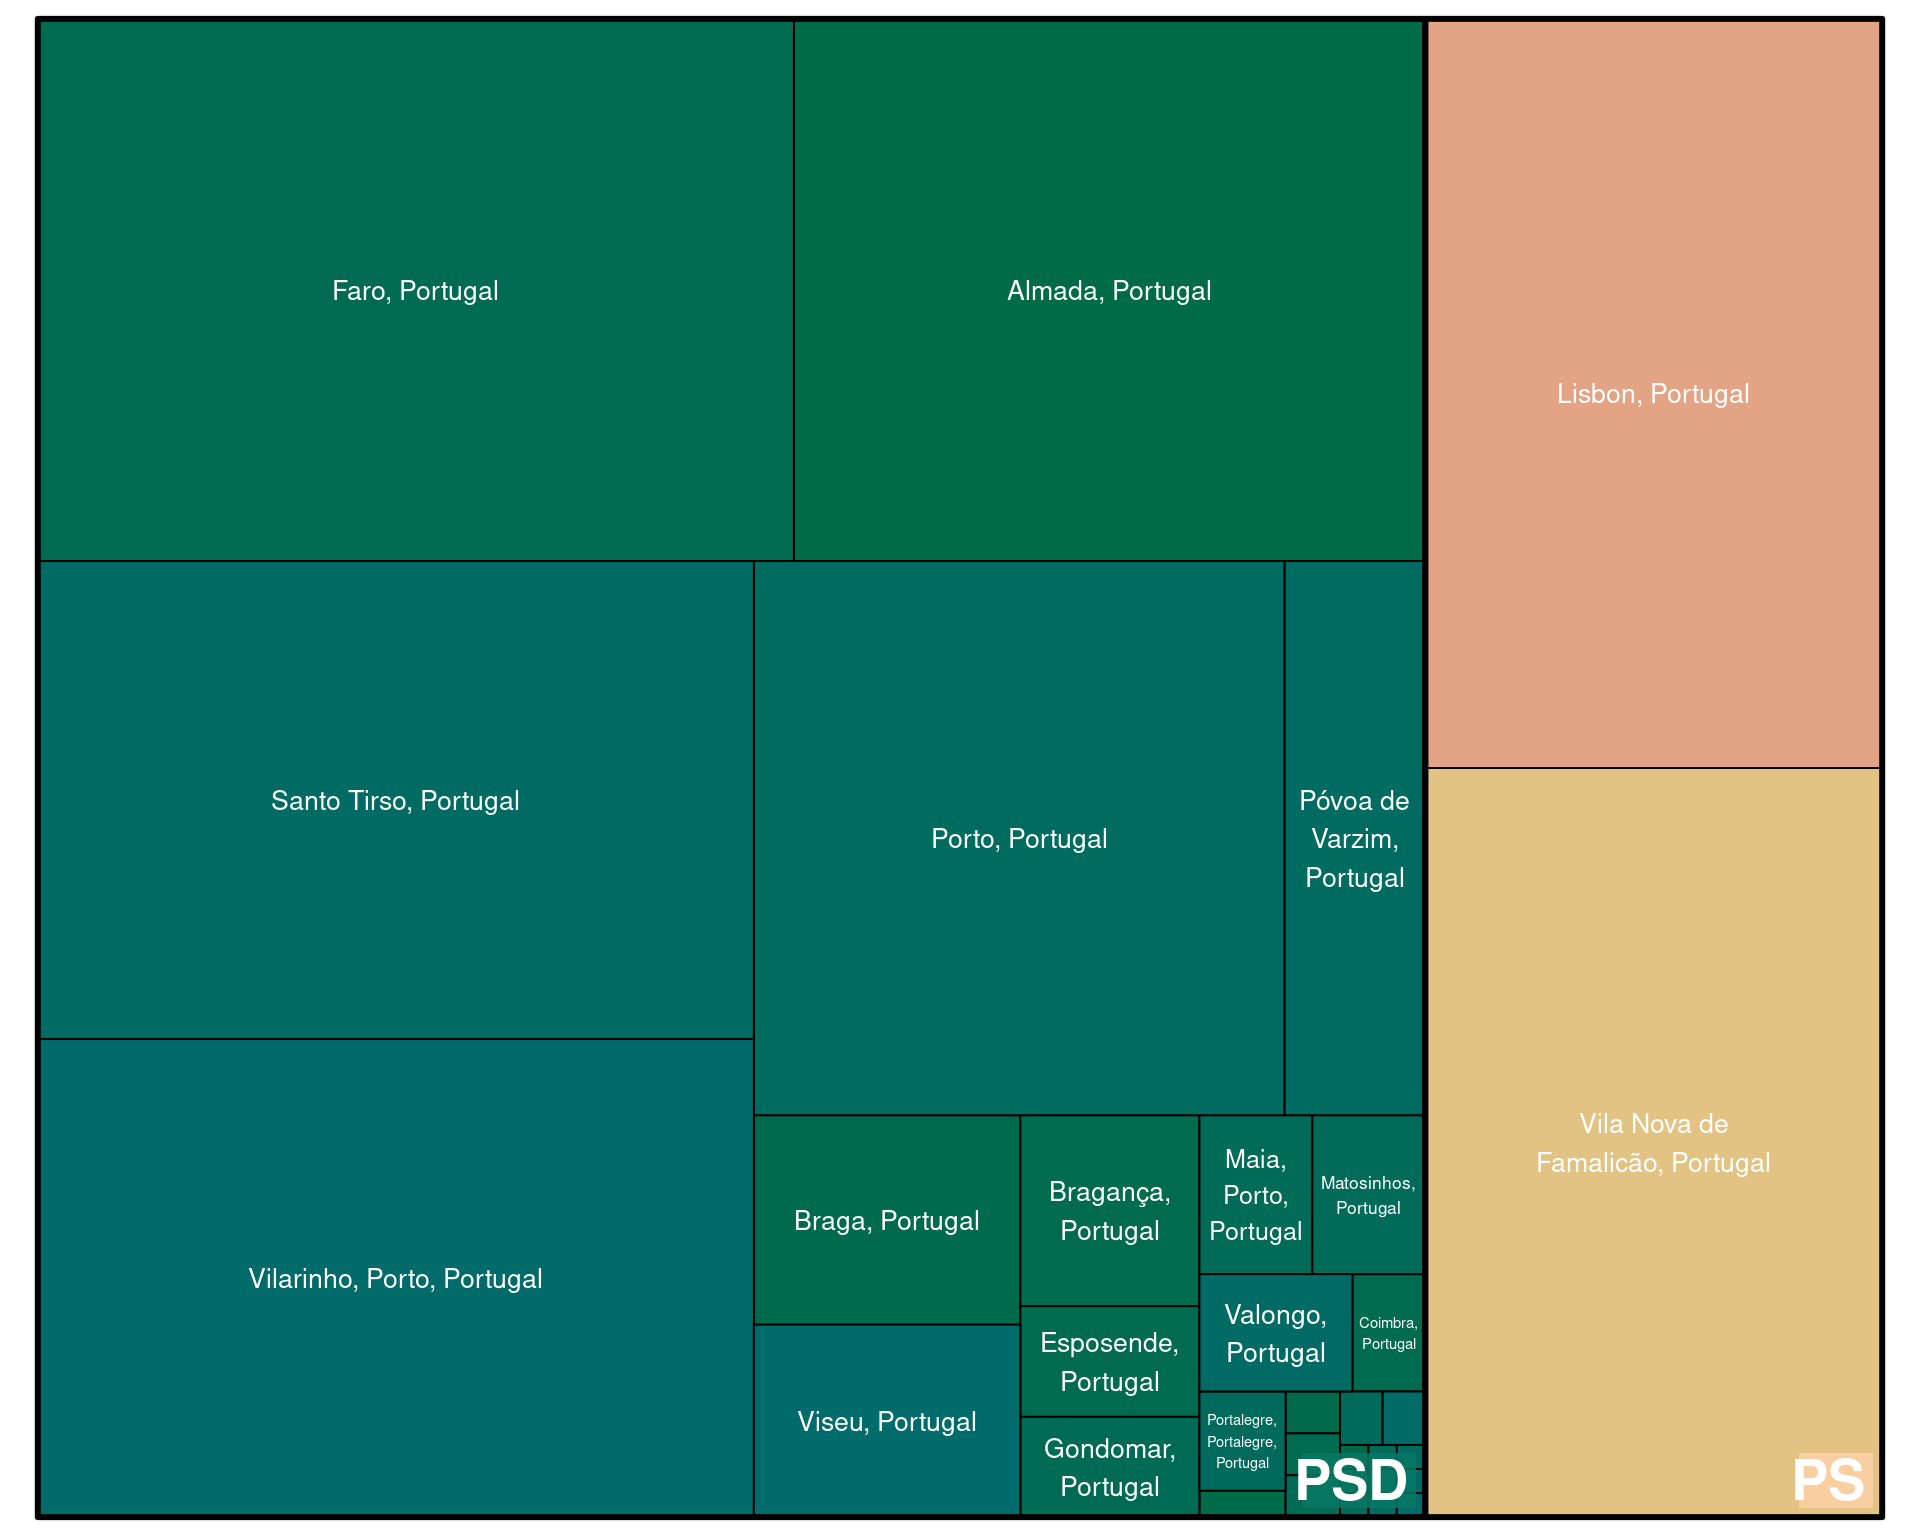 Faro, Portugal
Almada, Portugal
Lisbon, Portugal
Santo Tirso, Portugal
Porto, Portugal
Póvoa de
Varzim,
Portugal
Vilarinho, Porto, Portugal
Braga, Portugal
Viseu, Portugal
Bragança,
Portugal
Esposende,
Portugal
Gondomar,
Portugal
Maia,
Porto,
Portugal
Matosinhos,
Portugal
Valongo,
Portugal
Coimbra,
Portugal
Portalegre,
Portalegre,
Portugal
PSD
Vila Nova de
Famalicão, Portugal
PS